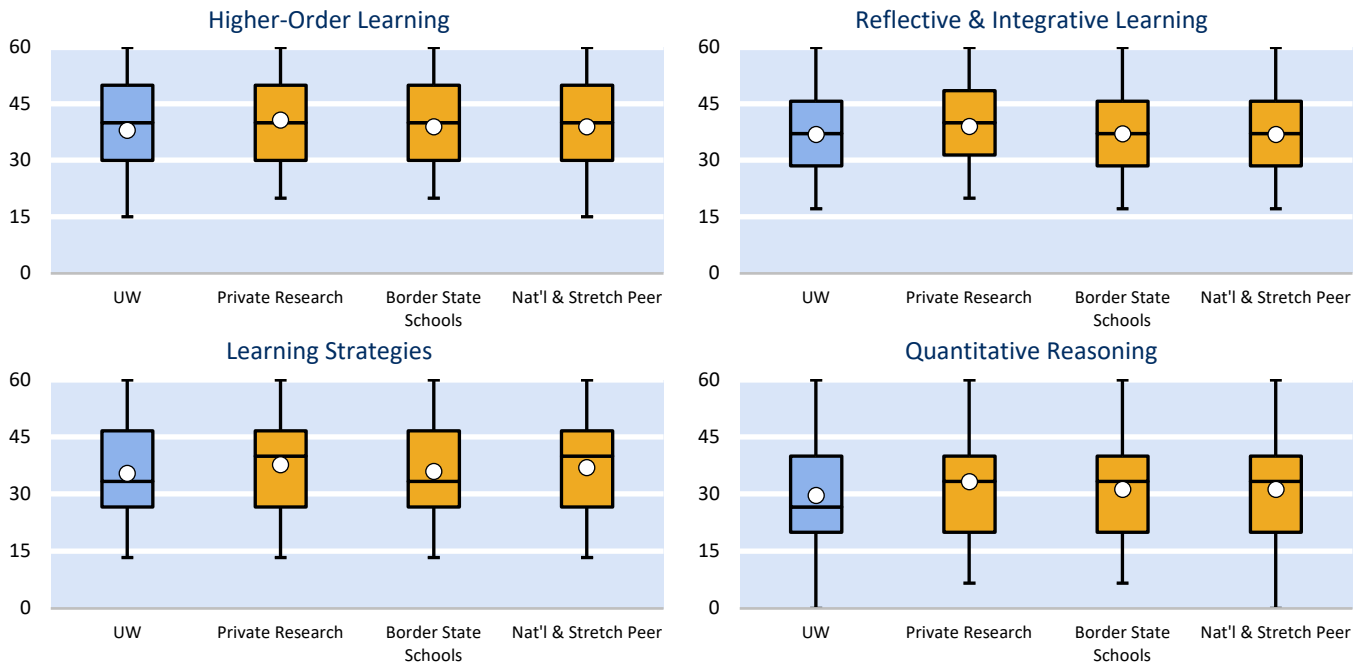 Higher-Order Learning
60
45
30
15
0
UW
Private Research
Border State
Schools
Nat'l & Stretch Peer
Reflective & Integrative Learning
60
45
30
15
0
UW
Private Research
Border State
Schools
Nat'l & Stretch Peer
Learning Strategies
60
45
30
15
0
UW
Private Research
Border State
Schools
Nat'l & Stretch Peer
Quantitative Reasoning
60
45
30
15
0
UW
Private Research
Border State
Schools
Nat'l & Stretch Peer